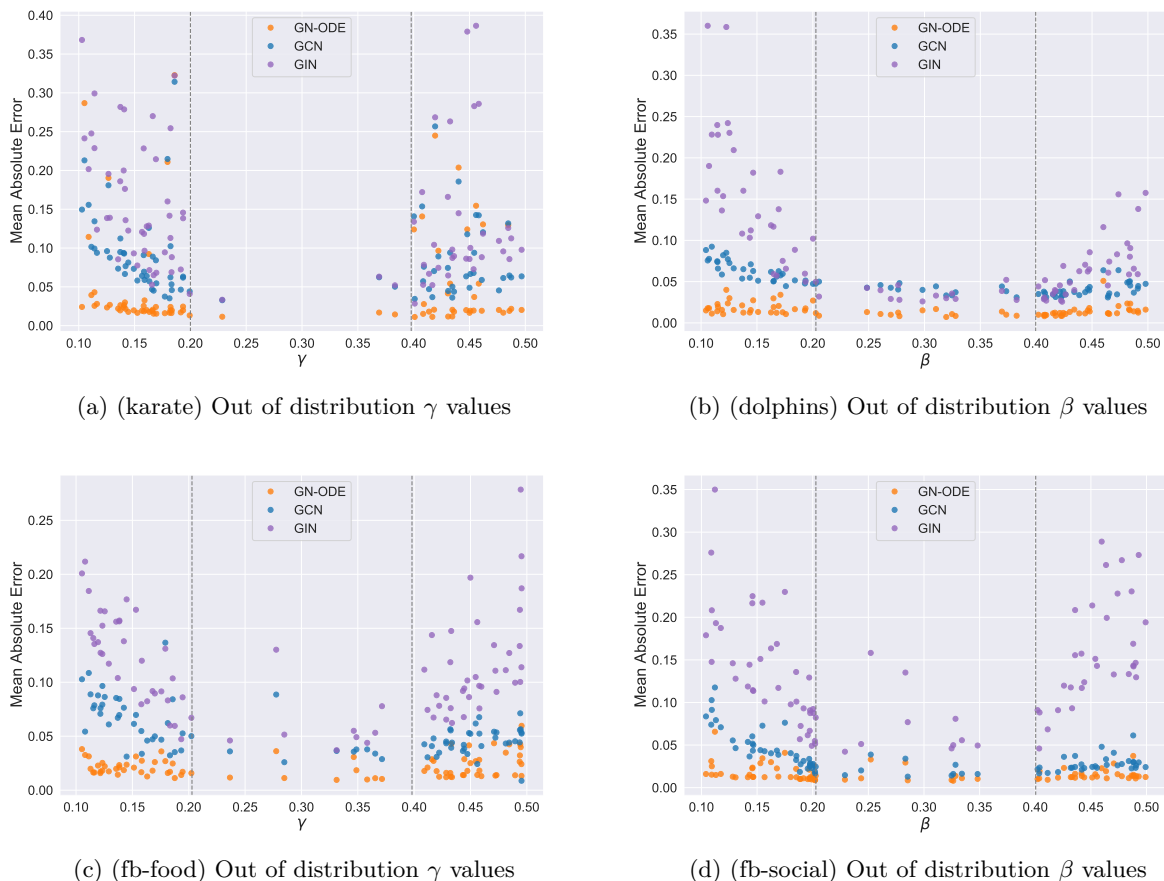 0.40
0.35
0.30
0.25
0.20
0.15
0.10
0.05
0.00
Mean Absolute Error
GN-ODE
GCN
GIN
0.10 0.15 0.20 0.25 0.30 0.35 0.40 0.45 0.50
γ
(a) (karate) Out of distribution γ values
0.35
0.30
0.25
0.20
0.15
0.10
0.05
0.00
Mean Absolute Error
GN-ODE
GCN
GIN
0.10 0.15 0.20 0.25 0.30 0.35 0.40 0.45 0.50
β
(b) (dolphins) Out of distribution β values
0.25
0.20
0.15
0.10
0.05
0.00
Mean Absolute Error
GN-ODE
GCN
GIN
0.10 0.15 0.20 0.25 0.30 0.35 0.40 0.45 0.50
γ
(c) (fb-food) Out of distribution γ values
0.35
0.30
0.25
0.20
0.15
0.10
0.05
0.00
Mean Absolute Error
GN-ODE
GCN
GIN
0.10 0.15 0.20 0.25 0.30 0.35 0.40 0.45 0.50
β
(d) (fb-social) Out of distribution β values